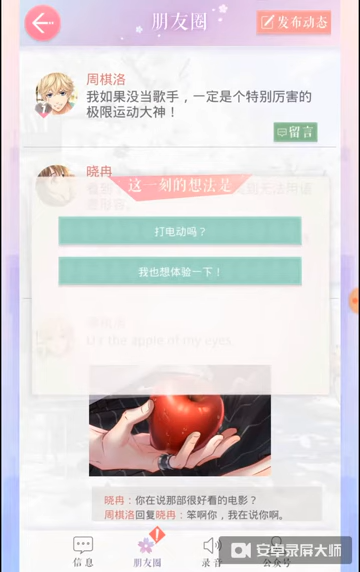 朋友圈
发布动态
周棋洛
我如果没当歌手，一定是个特别厉害的
极限运动大神！
留言
晓冉
这一刻的想法是
打电动吗？
我也想体验一下！
周棋洛
U r the apple of my eyes
晓冉：你在说那部很好看的电影？
周棋洛回复晓冉：笨啊你，我在说你啊。
信息
朋友圈
录音
公众号
安卓录屏大师